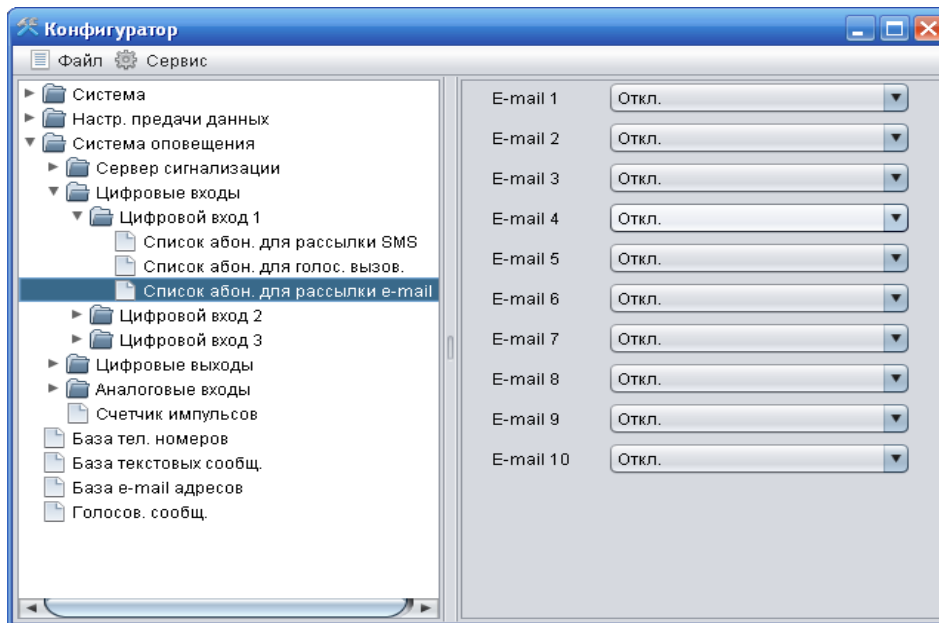 Конфигуратор
Файл Сервис
Система
Настр. предачи данных
Система оповещения
Сервер сигнализации
Цифровые входы
Цифровой вход 1
Список абон. для рассылки SMS
Список абон. для голос. вызов.
Список абон. для рассылки e-mail
Цифровой вход 2
Цифровой вход 3
Цифровые выходы
Аналоговые входы
Счетчик импульсов
База тел. номеров
База текстовых сообщ.
База e-mail адресов
Голосов. сообщ.
E-mail 1 Откл.
E-mail 2 Откл.
E-mail 3 Откл.
E-mail 4 Откл.
E-mail 5 Откл.
E-mail 6 Откл.
E-mail 7 Откл.
E-mail 8 Откл.
E-mail 9 Откл.
E-mail 10 Откл.